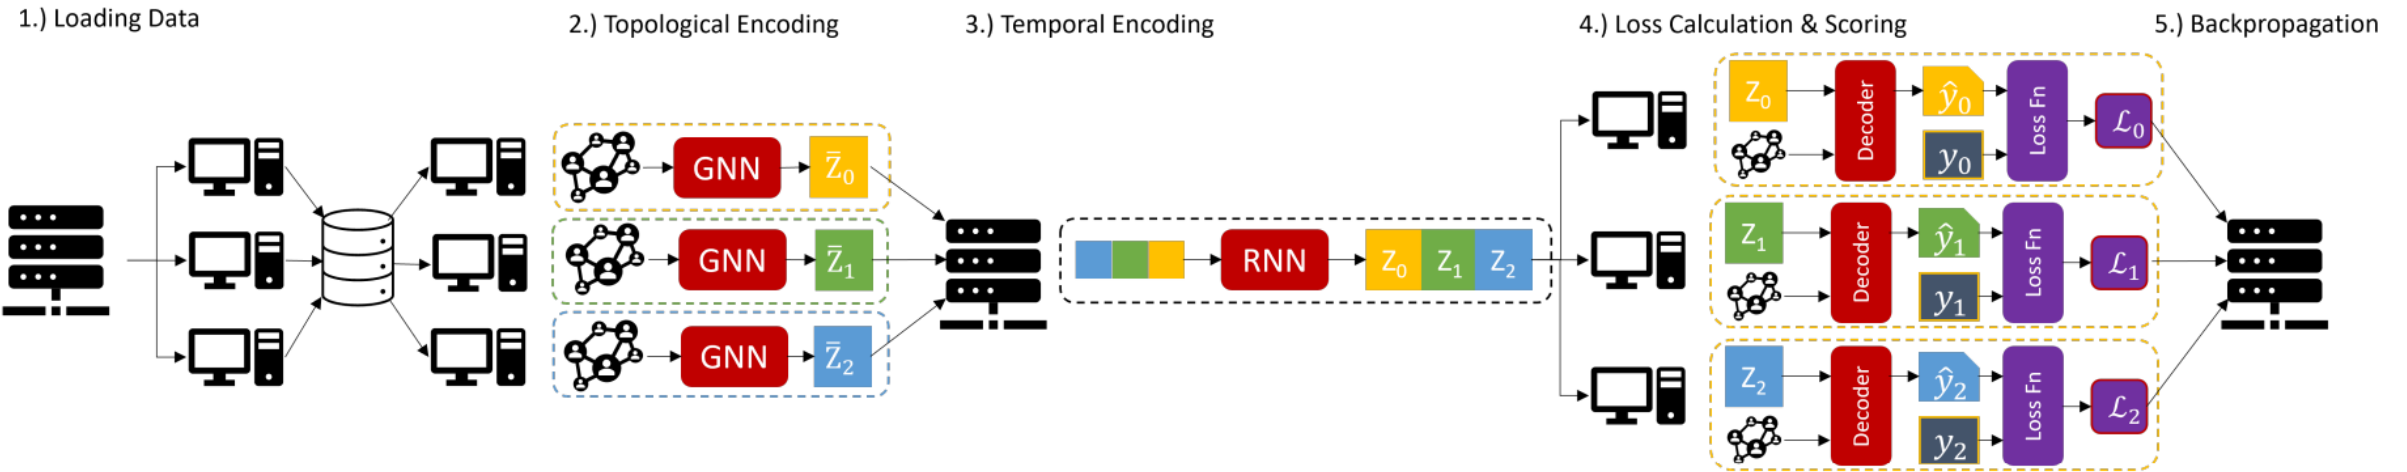 1.) Loading Data
2.) Topological Encoding
3.) Temporal Encoding
4.) Loss Calculation & Scoring
5.) Backpropagation
GNN
Z̅0
GNN
Z̅1
GNN
Z̅2
RNN
Z0 Z1 Z2
Z0
Decoder
ŷ0
y0
Loss Fn
ℒ0
Z1
Decoder
ŷ1
y1
Loss Fn
ℒ1
Z2
Decoder
ŷ2
y2
Loss Fn
ℒ2